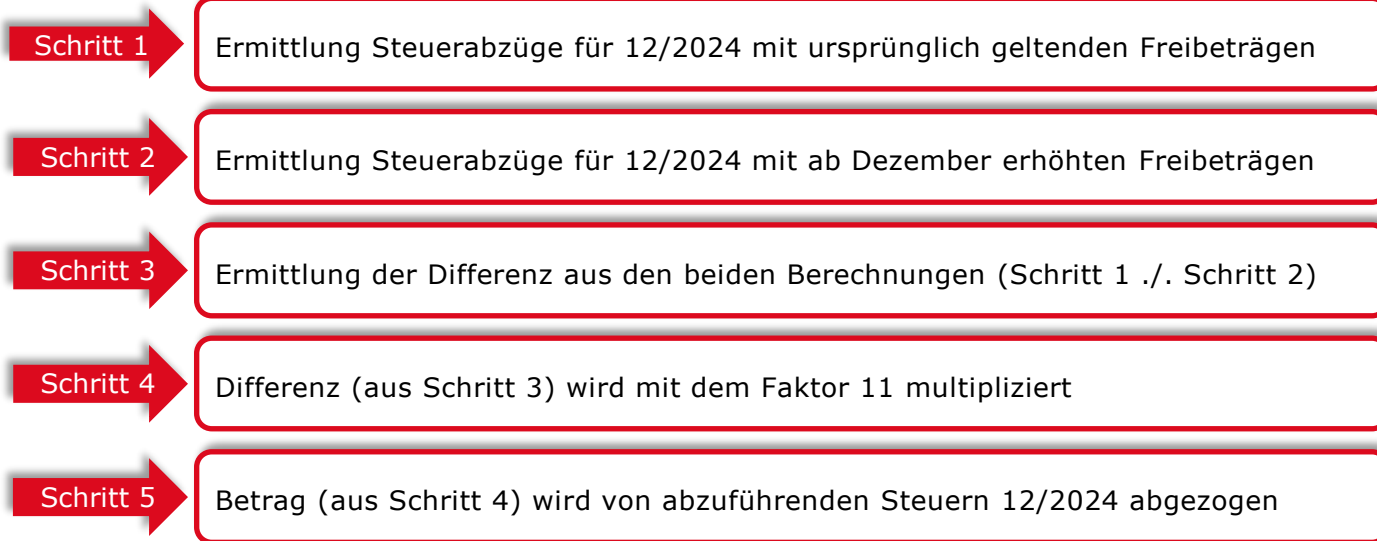 Schritt 1
Ermittlung Steuerabzüge für 12/2024 mit ursprünglich geltenden Freibeträgen
Schritt 2
Ermittlung Steuerabzüge für 12/2024 mit ab Dezember erhöhten Freibeträgen
Schritt 3
Ermittlung der Differenz aus den beiden Berechnungen (Schritt 1 ./. Schritt 2)
Schritt 4
Differenz (aus Schritt 3) wird mit dem Faktor 11 multipliziert
Schritt 5
Betrag (aus Schritt 4) wird von abzuführenden Steuern 12/2024 abgezogen